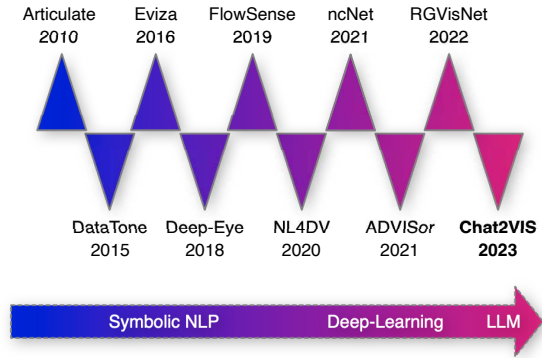 Articulate
2010
Eviza
2016
FlowSense
2019
ncNet
2021
RGVisNet
2022
DataTone
2015
Deep-Eye
2018
NL4DV
2020
ADVISor
2021
Chat2VIS
2023
Symbolic NLP
Deep-Learning
LLM